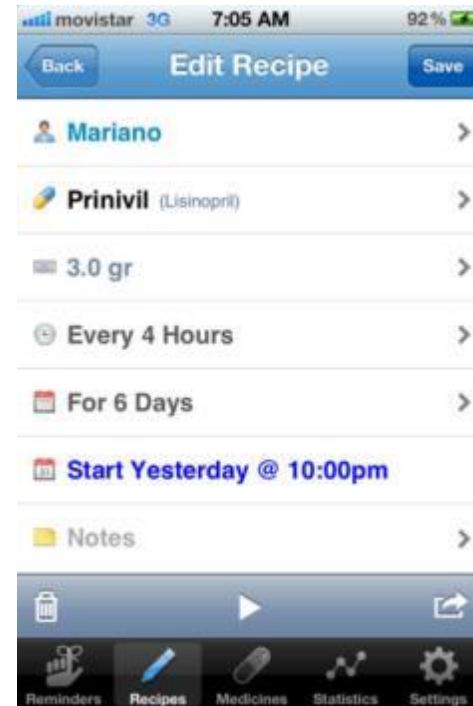 movistar 3G 7:05 AM 92%
Back Edit Recipe Save
Mariano
Prinivil (Lisinopril)
3.0 gr
Every 4 Hours
For 6 Days
Start Yesterday @ 10:00pm
Notes
Reminders Recipes Medicines Statistics Settings